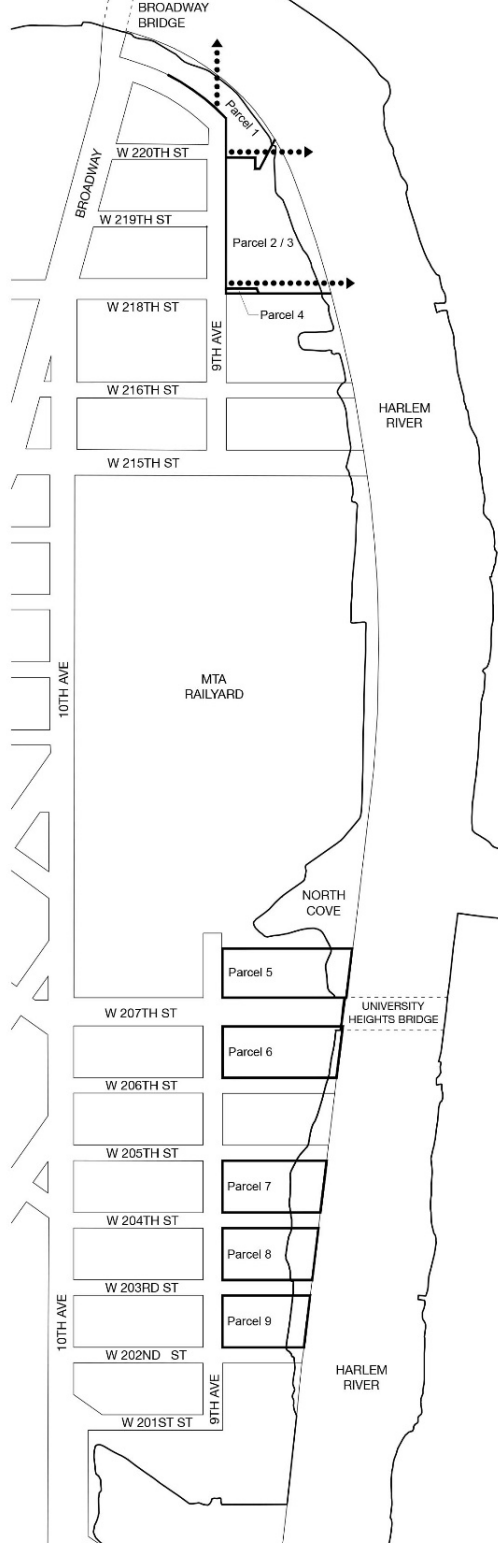 BROADWAY
BRIDGE
Parcel 1
W 220TH ST
BROADWAY
W 219TH ST
Parcel 2 / 3
W 218TH ST
Parcel 4
9TH AVE
W 216TH ST
HARLEM
RIVER
W 215TH ST
MTA
RAILYARD
10TH AVE
NORTH
COVE
Parcel 5
UNIVERSITY
HEIGHTS BRIDGE
W 207TH ST
Parcel 6
W 206TH ST
W 205TH ST
Parcel 7
W 204TH ST
Parcel 8
W 203RD ST
Parcel 9
10TH AVE
W 202ND ST
HARLEM
RIVER
9TH AVE
W 201ST ST